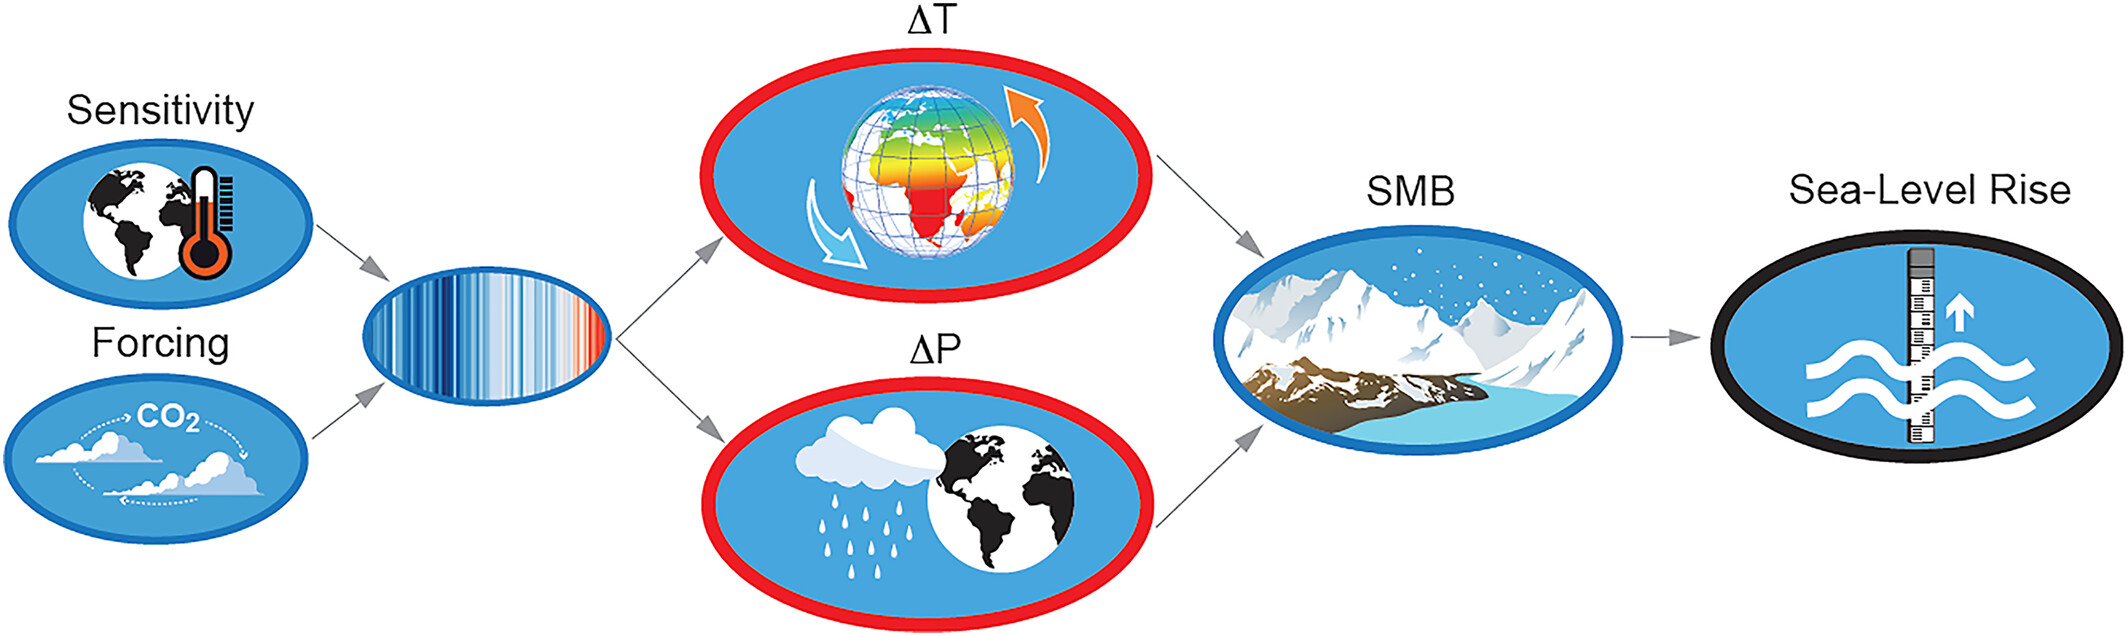 Sensitivity
Forcing
CO₂
ΔT
ΔP
SMB
Sea-Level Rise